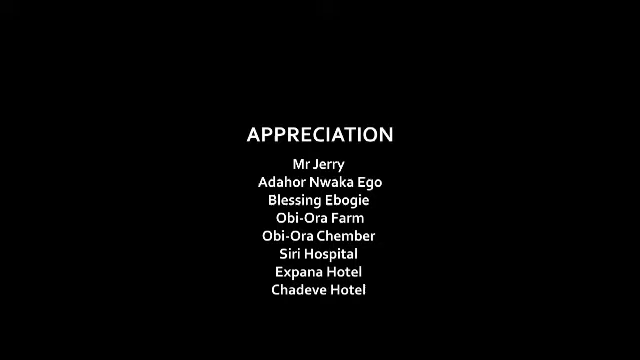 APPRECIATION
Mr Jerry
Adahor Nwaka Ego
Blessing Ebogie
Obi-Ora Farm
Obi-Ora Chember
Siri Hospital
Expana Hotel
Chadeve Hotel